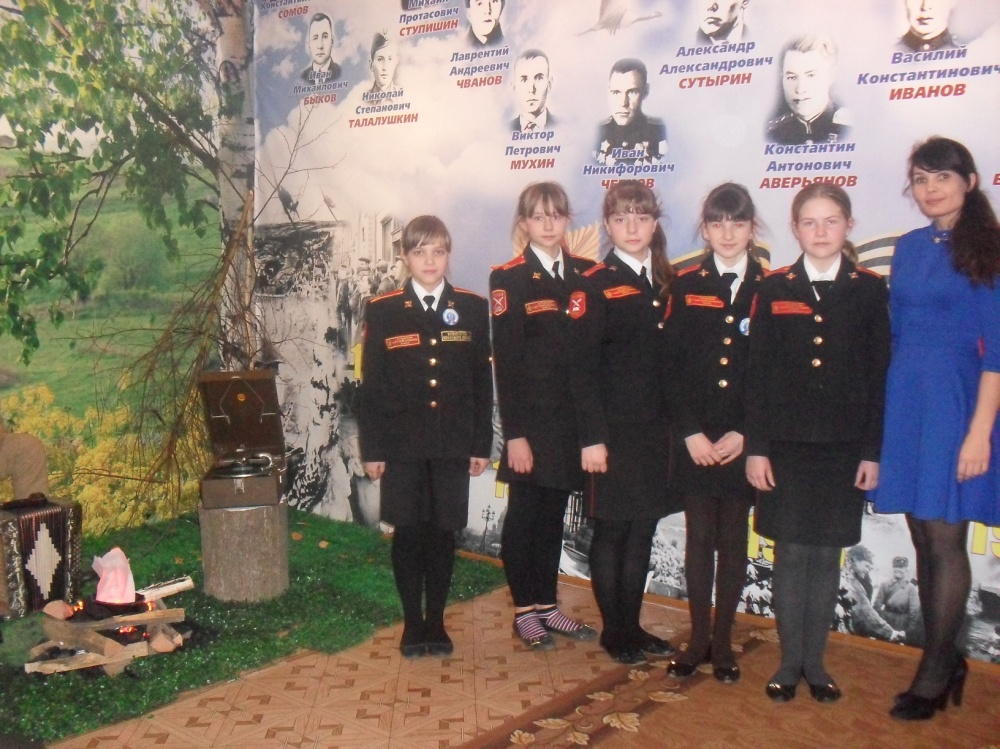 СОМОВ
Михаил
Протасович
СТУПИШИН
Иван
Михайлович
БЫКОВ
Николай
Степанович
ТАЛАЛУШКИН
Лаврентий
Андреевич
ЧВАНОВ
Виктор
Петрович
МУХИН
Иван
Никифорович
Александр
Александрович
СУТЫРИН
Константин
Антонович
АВЕРЬЯНОВ
Василий
Константинович
ИВАНОВ